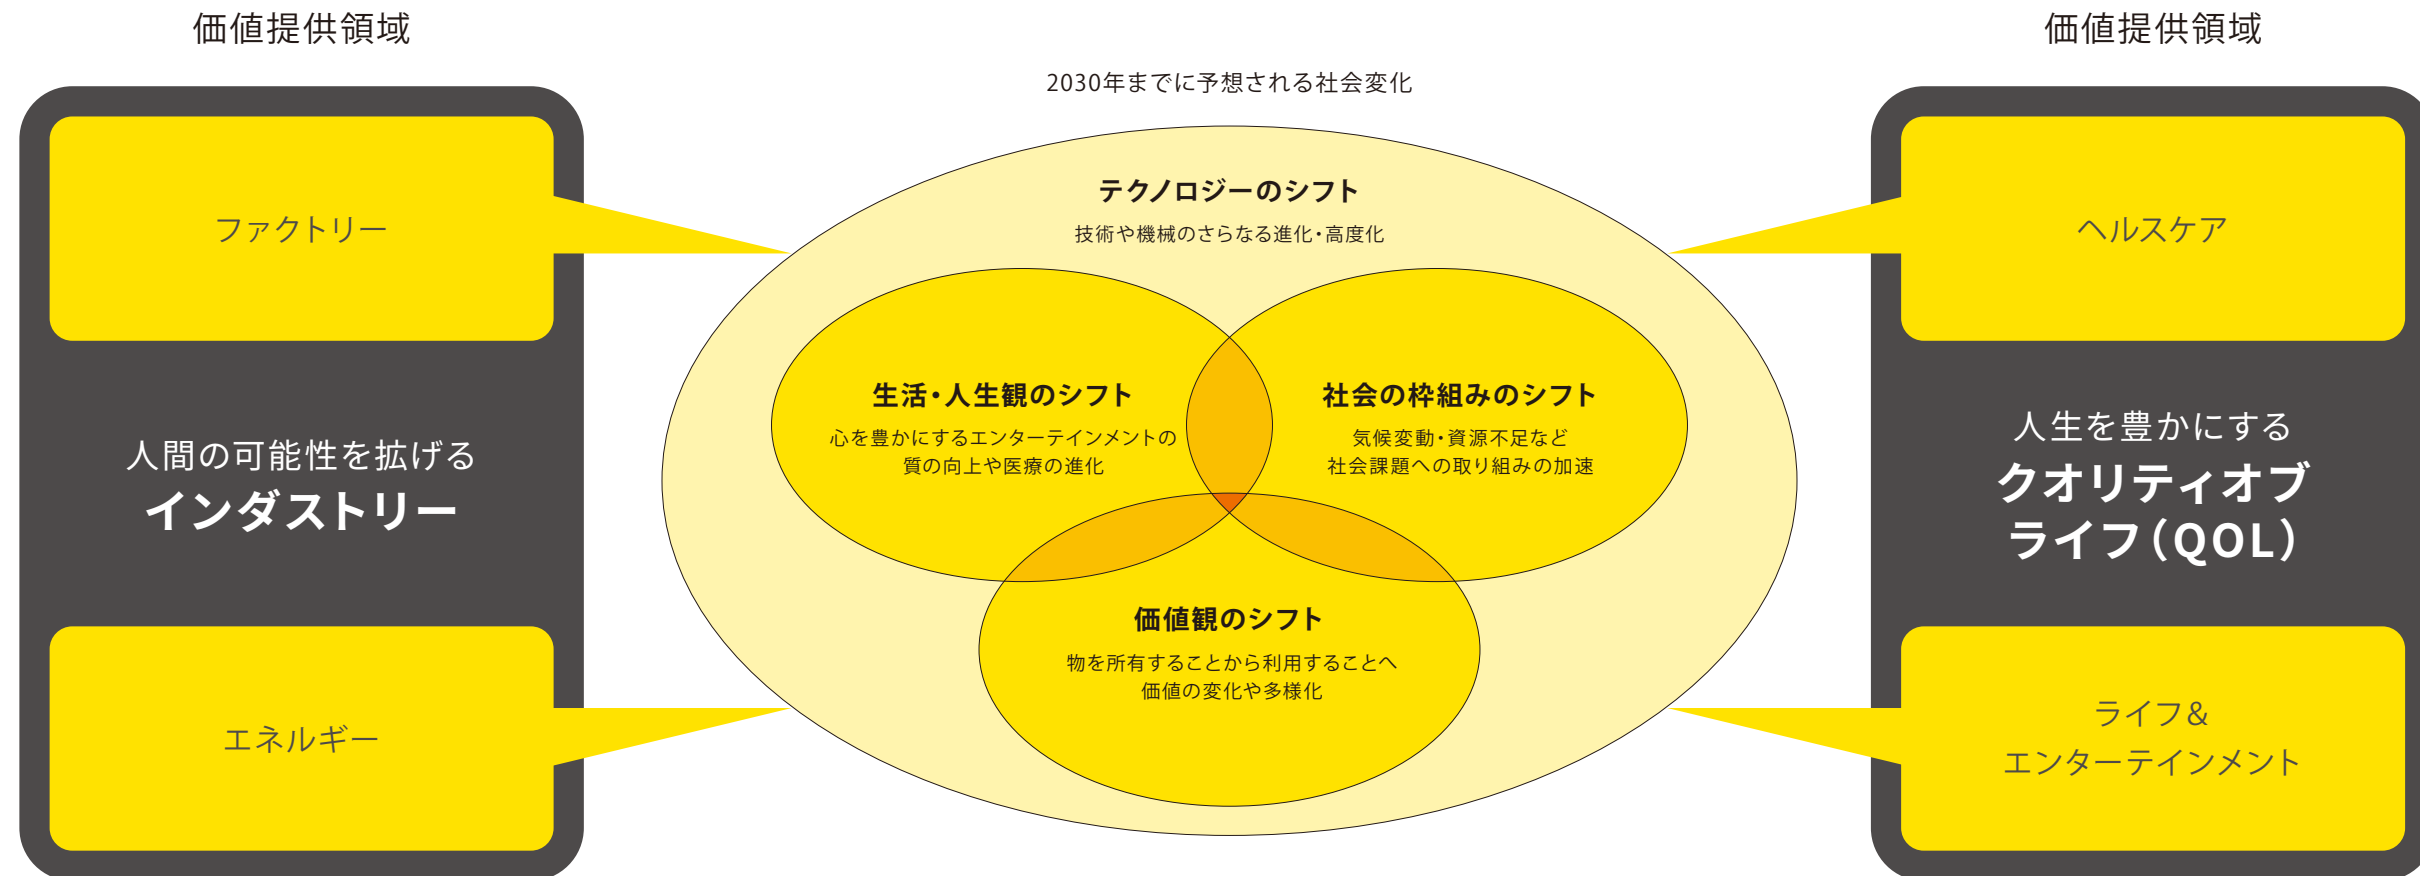 価値提供領域
ファクトリー
人間の可能性を拡げる
インダストリー
エネルギー
2030年までに予想される社会変化
テクノロジーのシフト
技術や機械のさらなる進化・高度化
生活・人生観のシフト
心を豊かにするエンターテインメントの
質の向上や医療の進化
社会の枠組みのシフト
気候変動・資源不足など
社会課題への取り組みの加速
価値観のシフト
物を所有することから利用することへ
価値の変化や多様化
価値提供領域
ヘルスケア
人生を豊かにする
クオリティオブ
ライフ（QOL）
ライフ＆
エンターテインメント